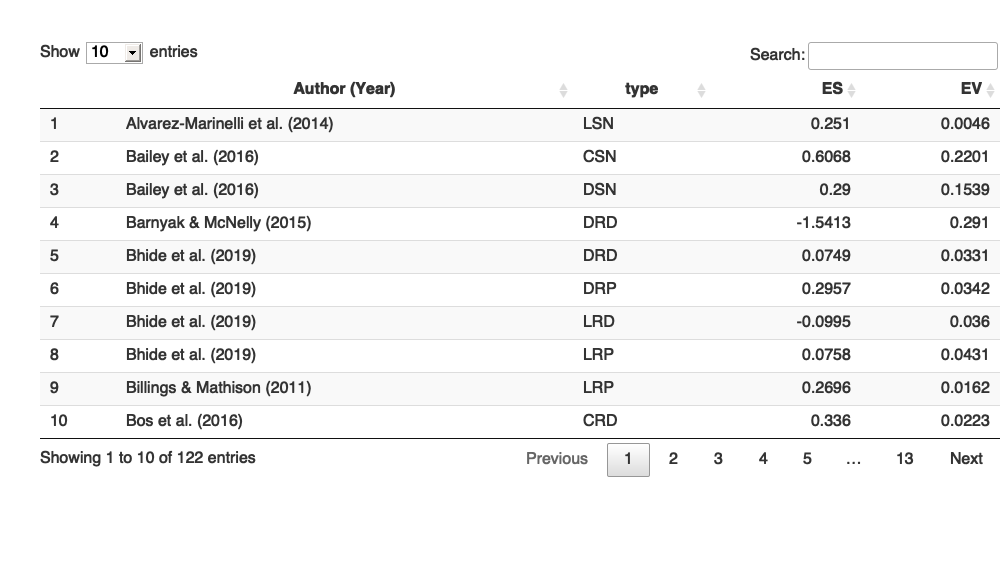 Show 10 entries
Search:
Author (Year) type ES EV
1 Alvarez-Marinelli et al. (2014) LSN 0.251 0.0046
2 Bailey et al. (2016) CSN 0.6068 0.2201
3 Bailey et al. (2016) DSN 0.29 0.1539
4 Barnyak & McNelly (2015) DRD -1.5413 0.291
5 Bhide et al. (2019) DRD 0.0749 0.0331
6 Bhide et al. (2019) DRP 0.2957 0.0342
7 Bhide et al. (2019) LRD -0.0995 0.036
8 Bhide et al. (2019) LRP 0.0758 0.0431
9 Billings & Mathison (2011) LRP 0.2696 0.0162
10 Bos et al. (2016) CRD 0.336 0.0223
Showing 1 to 10 of 122 entries
Previous 1 2 3 4 5 … 13 Next